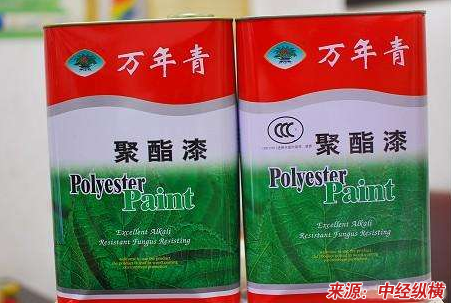 万年青
聚酯漆
Polyester
Paint
Excellent Alkali
Resistant Fungus Resisting
万年青
CCC
聚酯漆
Polyester
Paint
Excellent Alkali
Resistant Fungus Resisting
来源：中经纵横